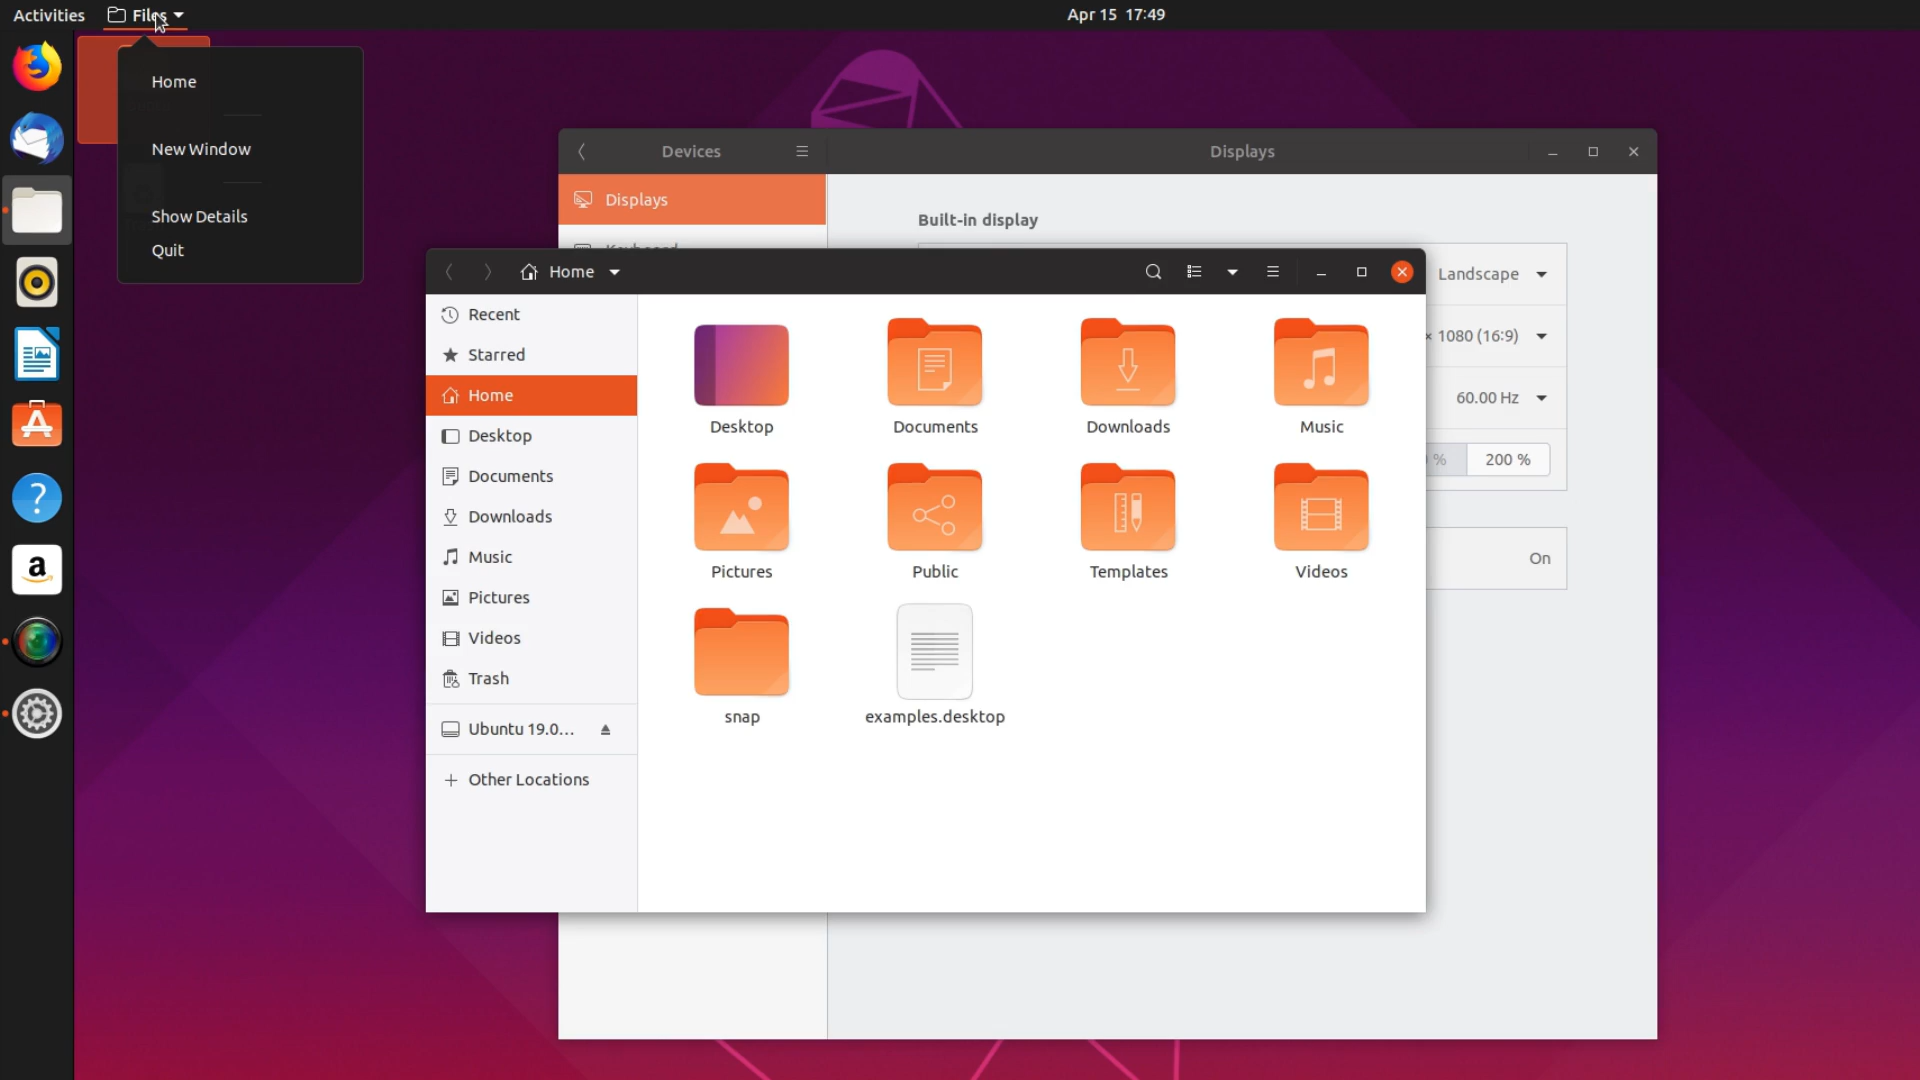 Activities
Files
Apr 15 17:49
Home
New Window
Show Details
Quit
Devices
Displays
Displays
Built-in display
Landscape
× 1080 (16:9)
60.00 Hz
%
200 %
On
Home
Recent
Starred
Home
Desktop
Documents
Downloads
Music
Pictures
Videos
Trash
Ubuntu 19.0...
Other Locations
Desktop
Documents
Downloads
Music
Pictures
Public
Templates
Videos
snap
examples.desktop
?
a